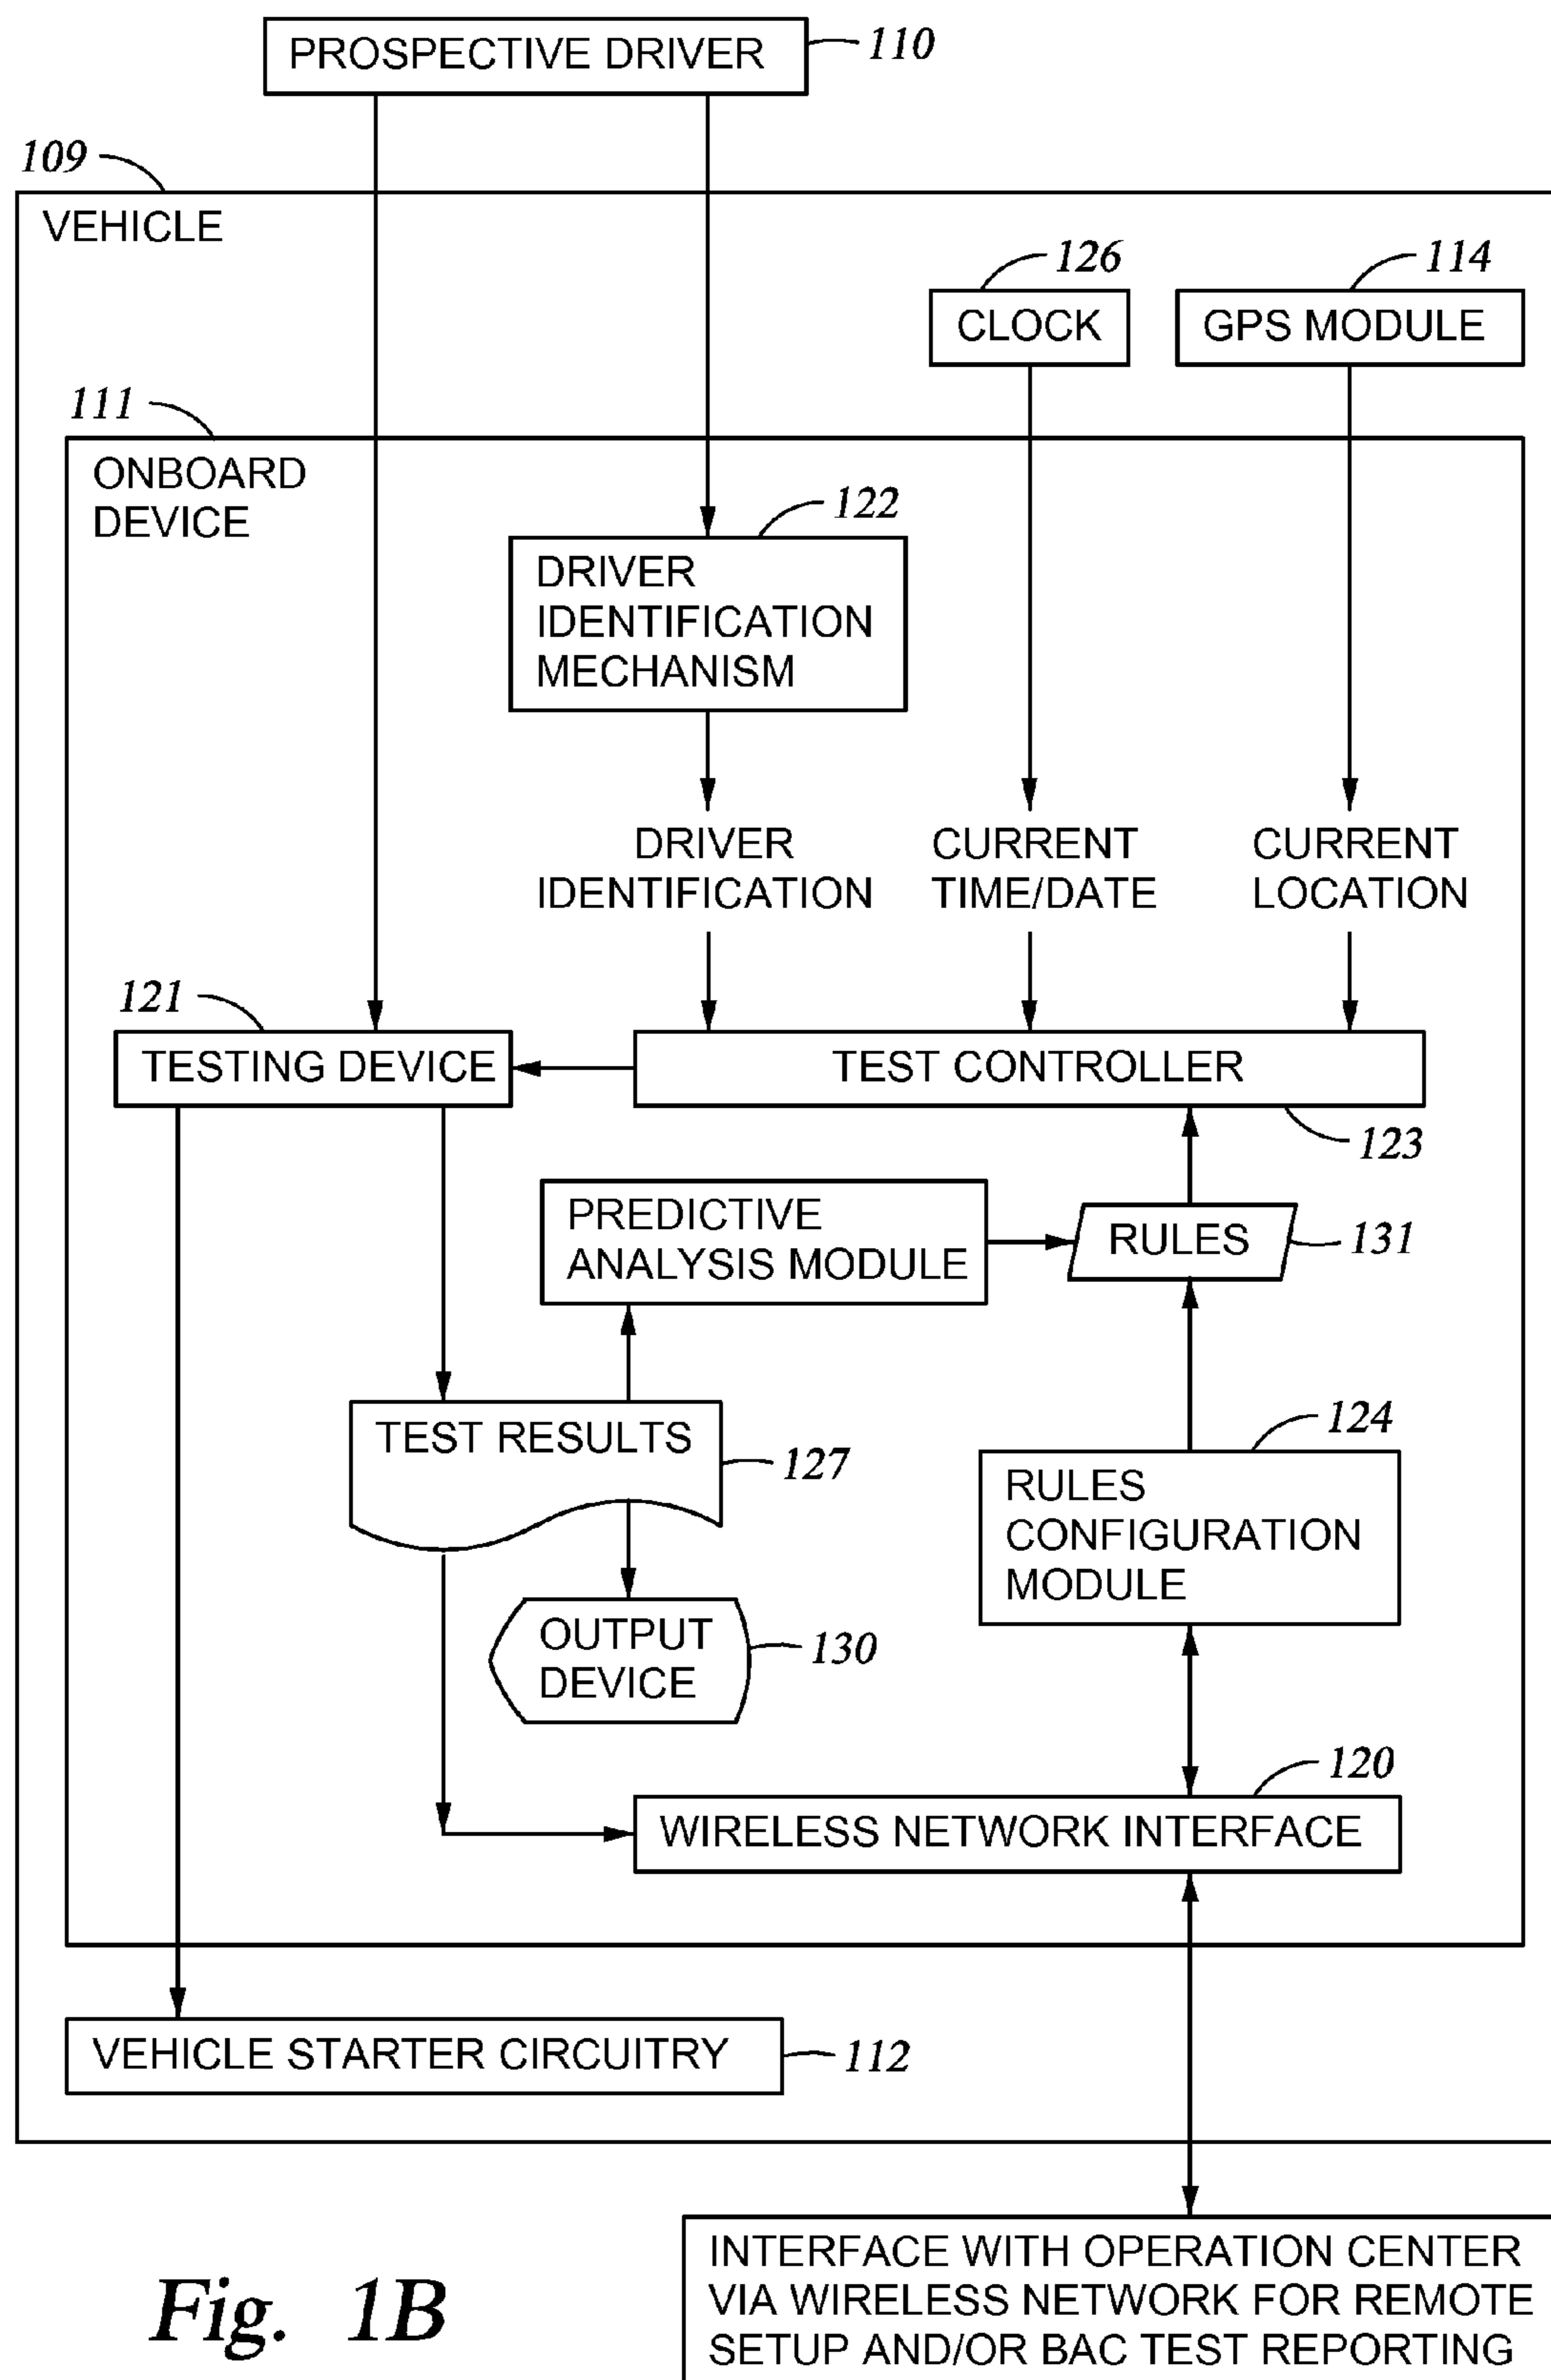 PROSPECTIVE DRIVER
110
109
VEHICLE
126
114
CLOCK
GPS MODULE
111
ONBOARD
DEVICE
122
DRIVER
IDENTIFICATION
MECHANISM
DRIVER
IDENTIFICATION
CURRENT
TIME/DATE
CURRENT
LOCATION
121
TESTING DEVICE
TEST CONTROLLER
123
PREDICTIVE
ANALYSIS MODULE
RULES
131
TEST RESULTS
127
124
RULES
CONFIGURATION
MODULE
OUTPUT
DEVICE
130
120
WIRELESS NETWORK INTERFACE
VEHICLE STARTER CIRCUITRY
112
INTERFACE WITH OPERATION CENTER
VIA WIRELESS NETWORK FOR REMOTE
SETUP AND/OR BAC TEST REPORTING
Fig. 1B